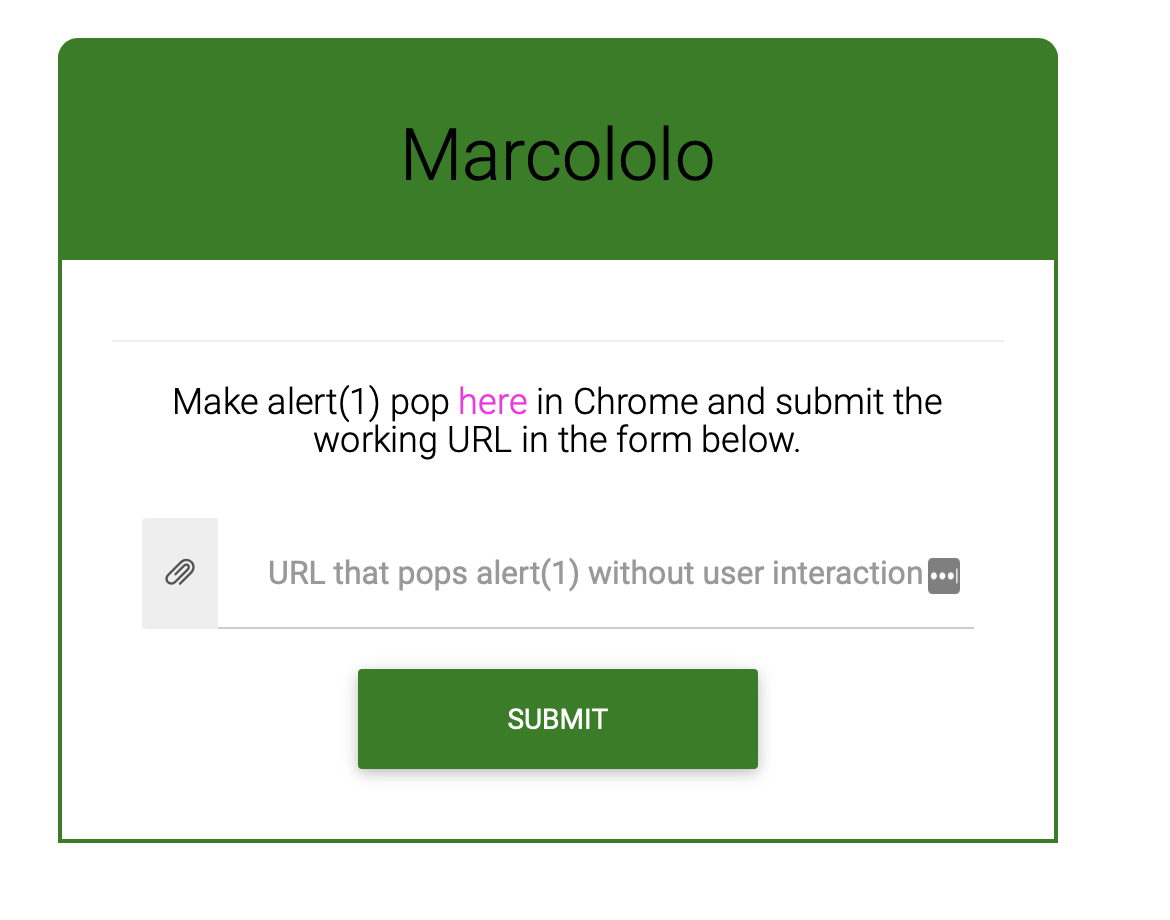 Marcololo
Make alert(1) pop here in Chrome and submit the
working URL in the form below.
URL that pops alert(1) without user interaction
SUBMIT